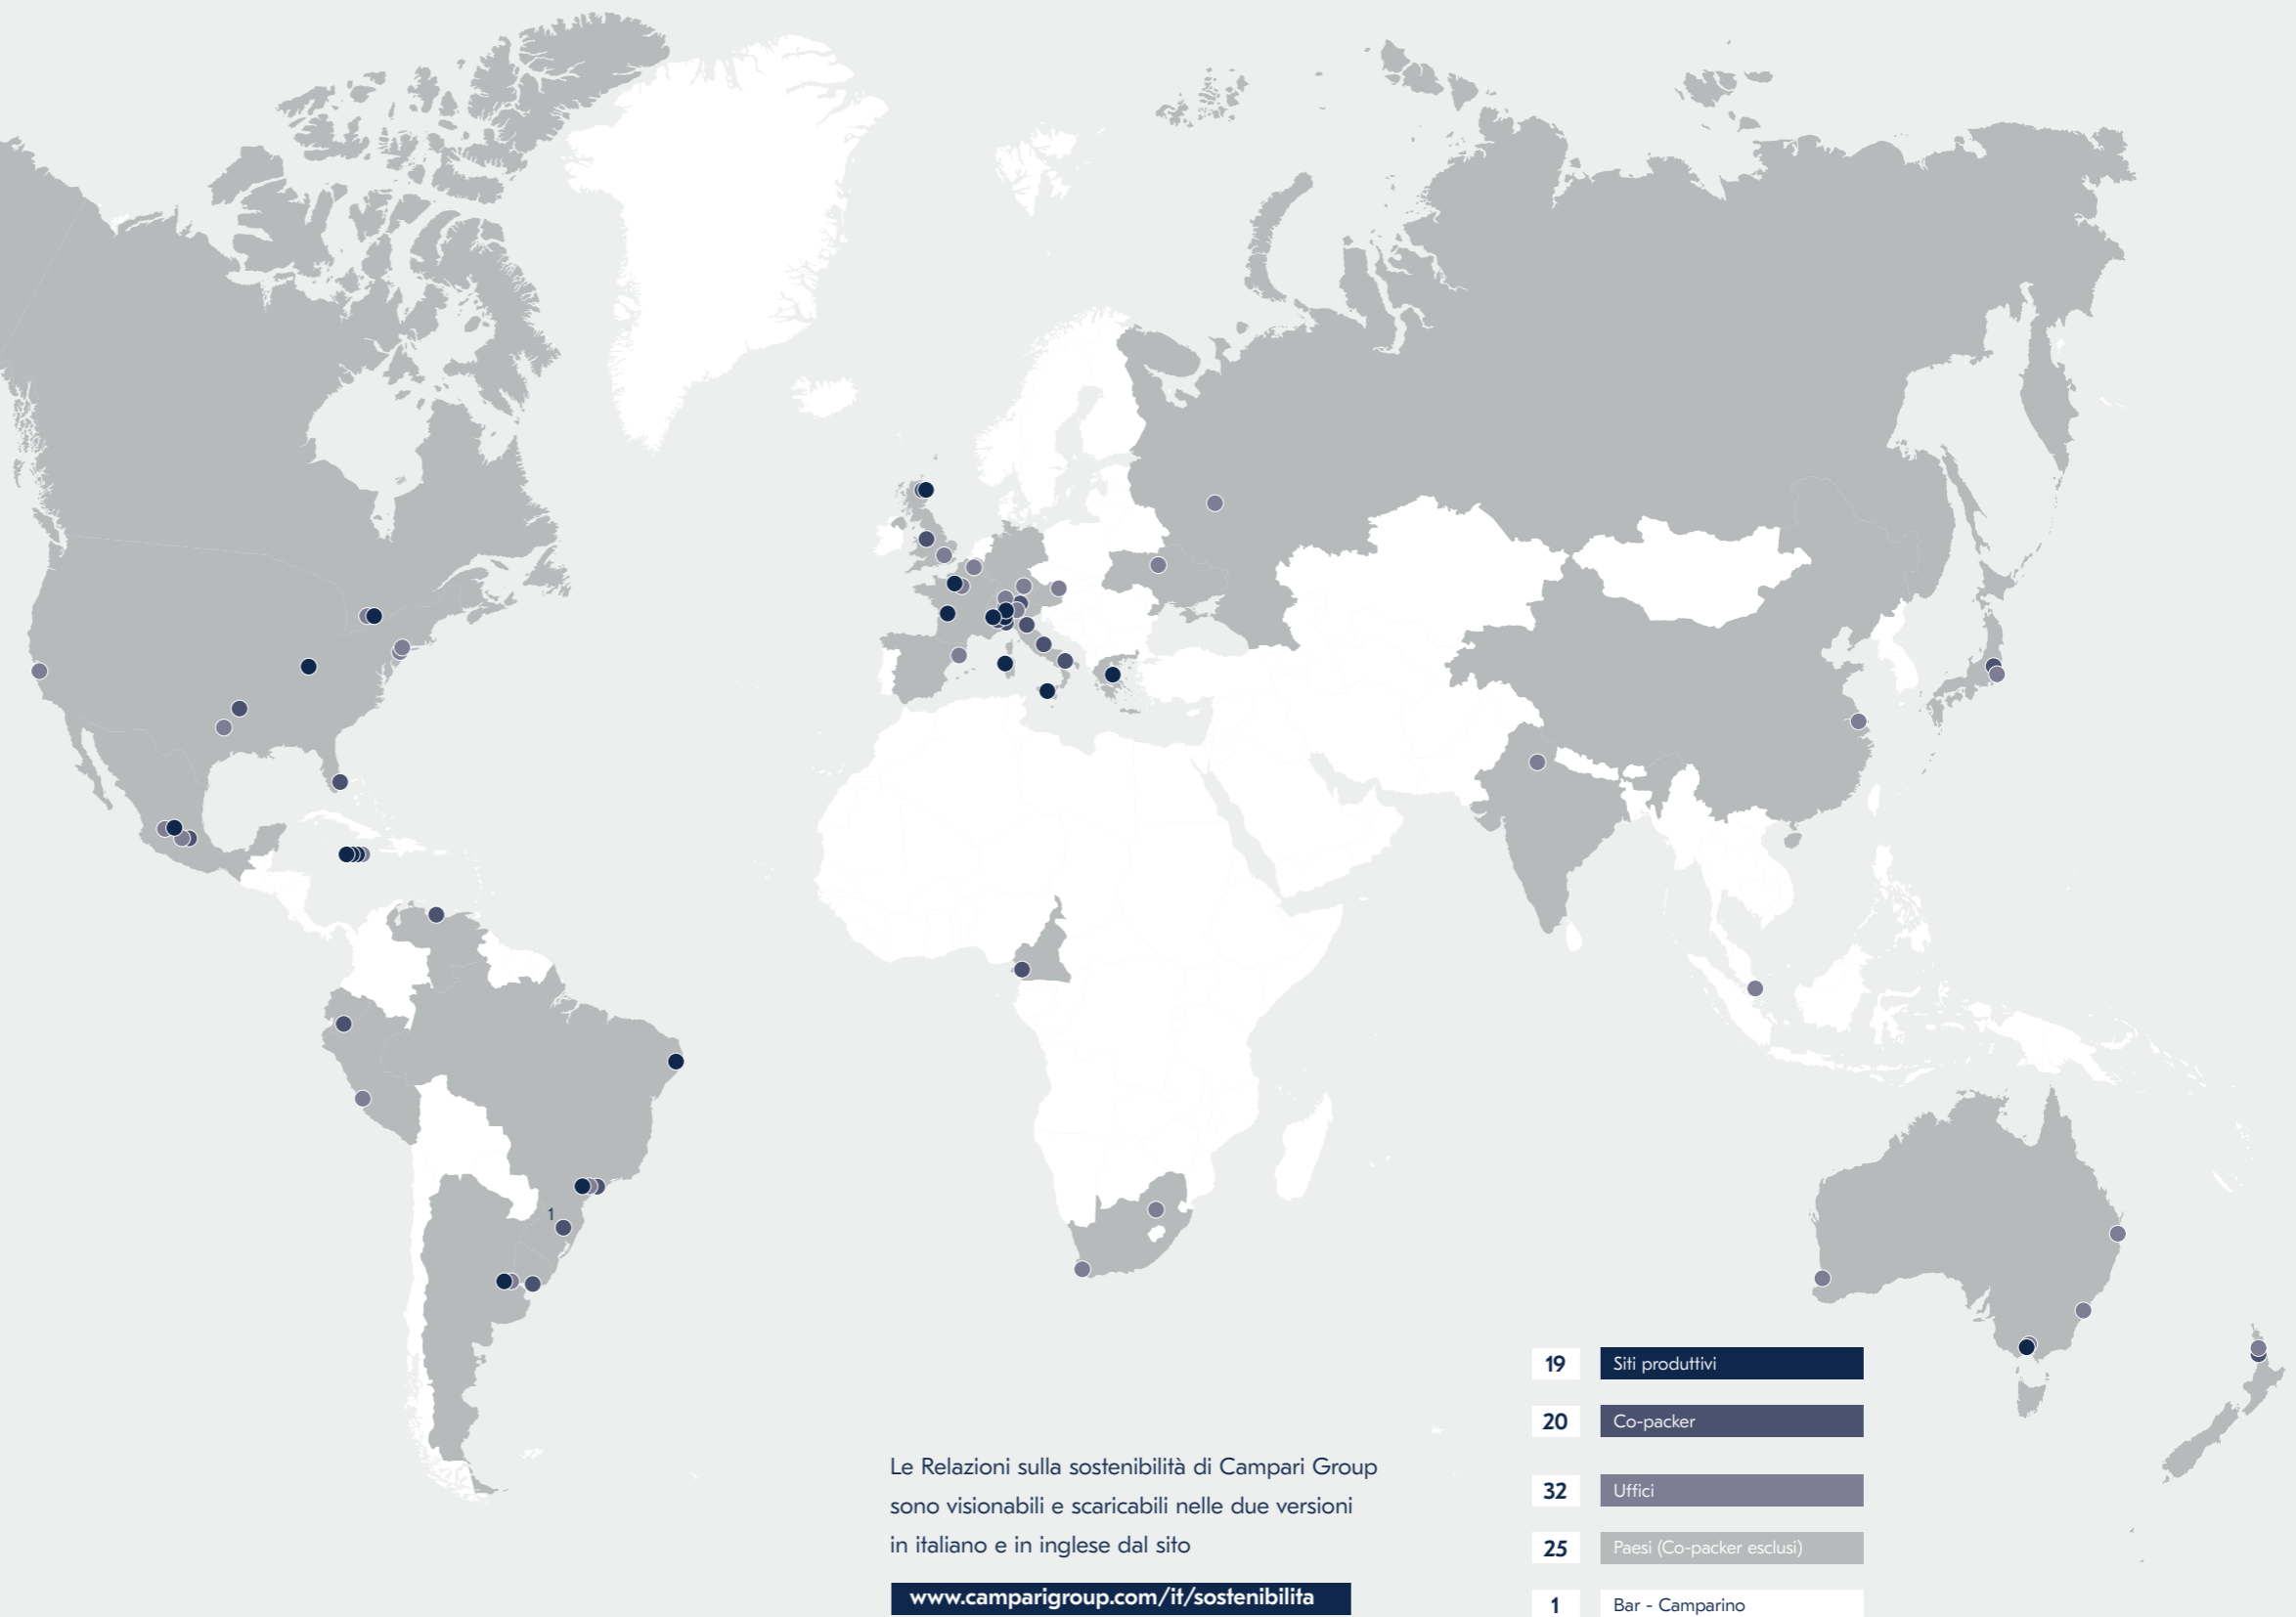 1
Le Relazioni sulla sostenibilità di Campari Group
sono visionabili e scaricabili nelle due versioni
in italiano e in inglese dal sito
www.camparigroup.com/it/sostenibilita
19 Siti produttivi
20 Co-packer
32 Uffici
25 Paesi (Co-packer esclusi)
1 Bar - Camparino